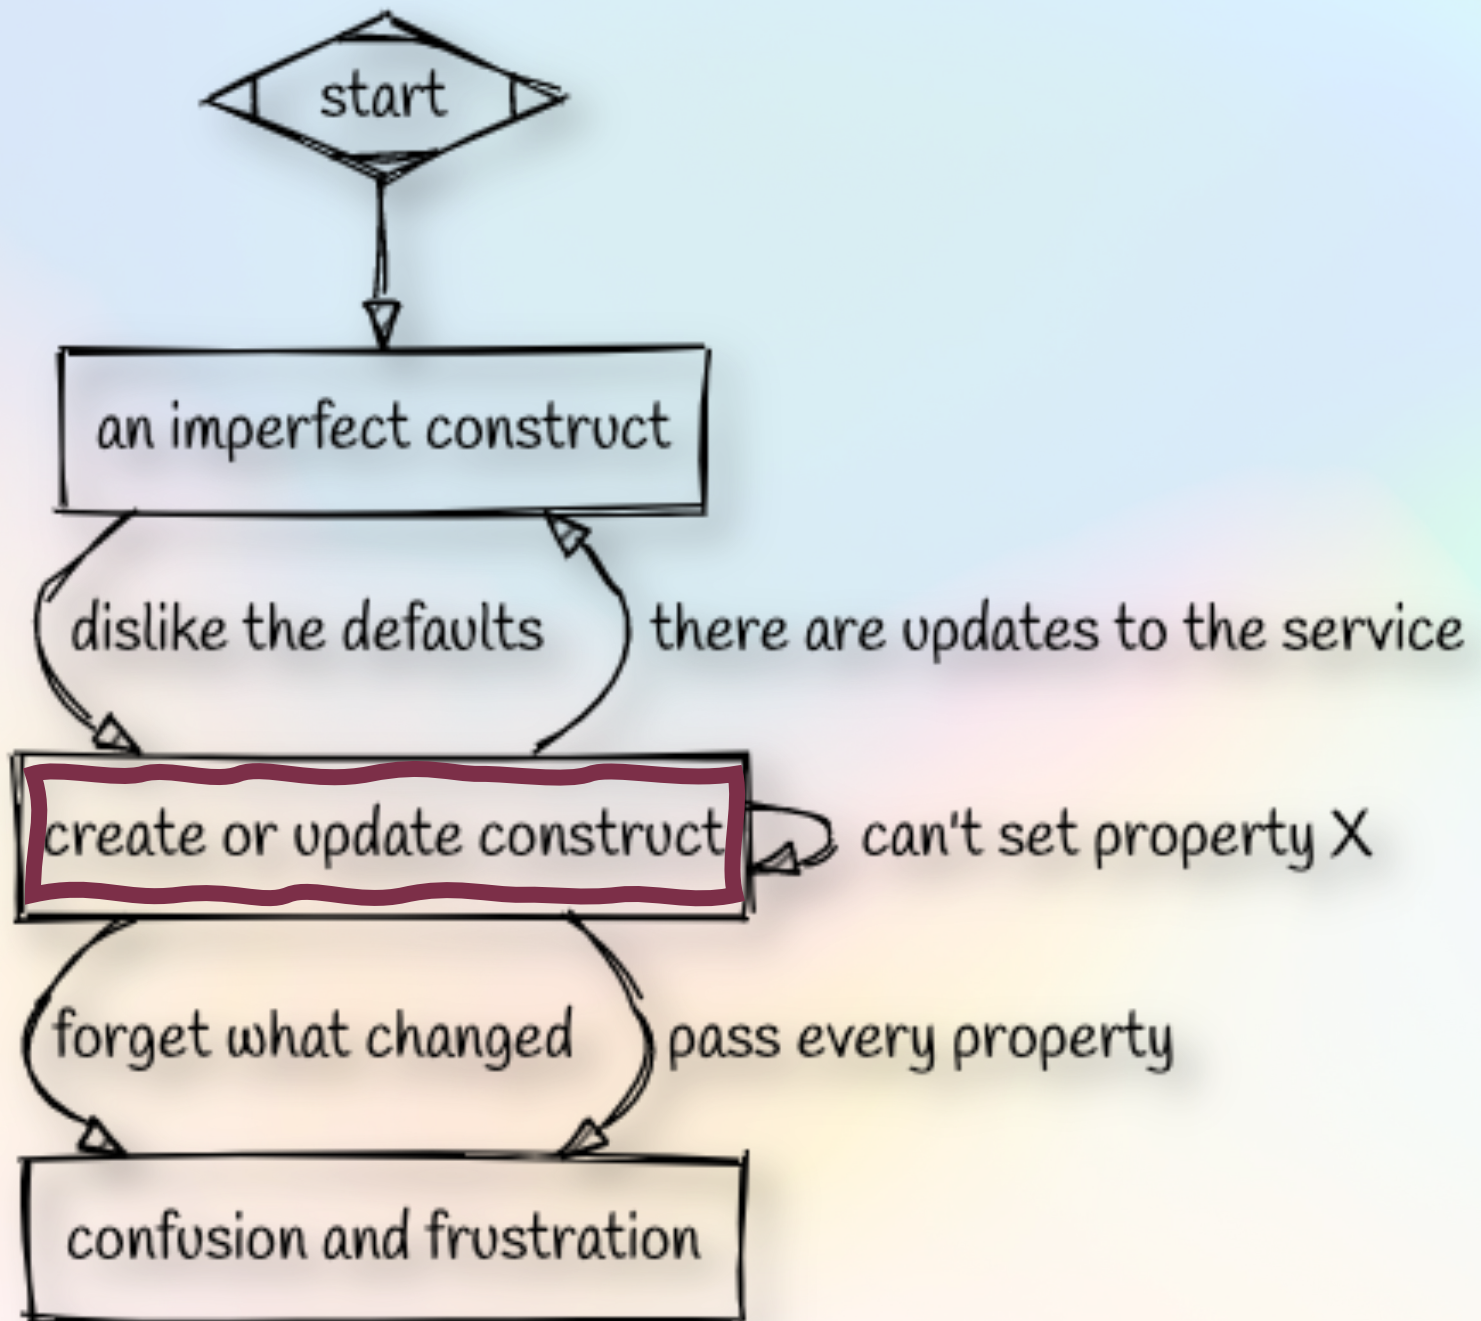 start
an imperfect construct
dislike the defaults
there are updates to the service
create or update construct
can't set property X
forget what changed
pass every property
confusion and frustration